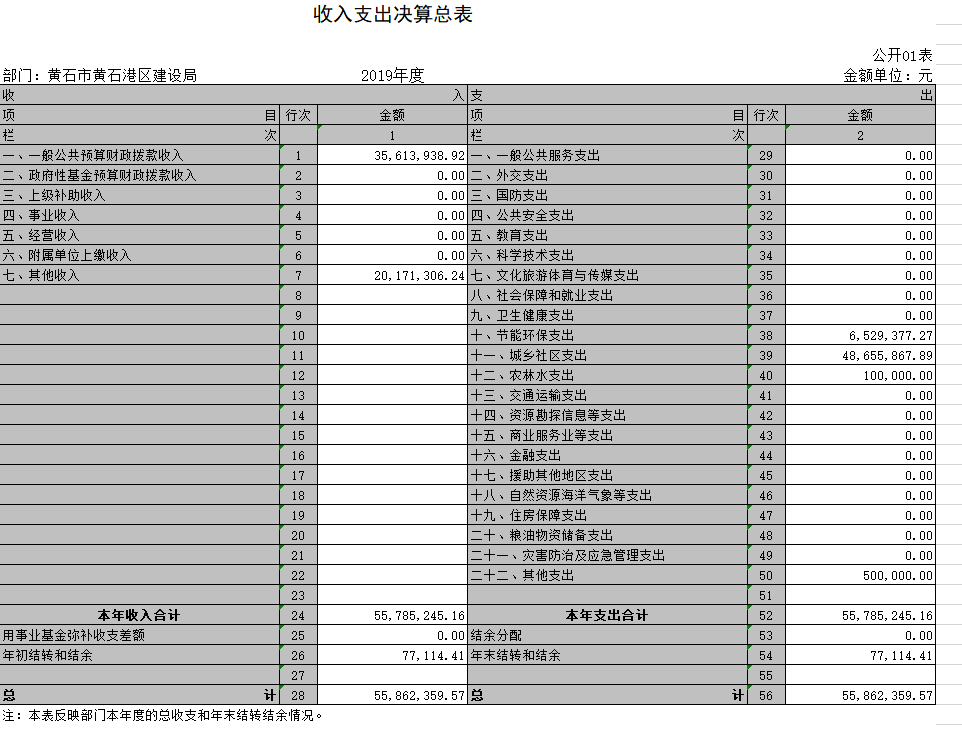 收入支出决算总表
公开01表
部门：黄石市黄石港区建设局 2019年度 金额单位：元
收 入 支 出
项 目 行次 金额 项 目 行次 金额
栏 次 1 栏 次 2
一、一般公共预算财政拨款收入 1 35,613,938.92 一、一般公共服务支出 29 0.00
二、政府性基金预算财政拨款收入 2 0.00 二、外交支出 30 0.00
三、上级补助收入 3 0.00 三、国防支出 31 0.00
四、事业收入 4 0.00 四、公共安全支出 32 0.00
五、经营收入 5 0.00 五、教育支出 33 0.00
六、附属单位上缴收入 6 0.00 六、科学技术支出 34 0.00
七、其他收入 7 20,171,306.24 七、文化旅游体育与传媒支出 35 0.00
8 八、社会保障和就业支出 36 0.00
9 九、卫生健康支出 37 0.00
10 十、节能环保支出 38 6,529,377.27
11 十一、城乡社区支出 39 48,655,867.89
12 十二、农林水支出 40 100,000.00
13 十三、交通运输支出 41 0.00
14 十四、资源勘探信息等支出 42 0.00
15 十五、商业服务业等支出 43 0.00
16 十六、金融支出 44 0.00
17 十七、援助其他地区支出 45 0.00
18 十八、自然资源海洋气象等支出 46 0.00
19 十九、住房保障支出 47 0.00
20 二十、粮油物资储备支出 48 0.00
21 二十一、灾害防治及应急管理支出 49 0.00
22 二十二、其他支出 50 500,000.00
23 51
本年收入合计 24 55,785,245.16 本年支出合计 52 55,785,245.16
用事业基金弥补收支差额 25 0.00 结余分配 53 0.00
年初结转和结余 26 77,114.41 年末结转和结余 54 77,114.41
27 55
总 计 28 55,862,359.57 总 计 56 55,862,359.57
注：本表反映部门本年度的总收支和年末结转结余情况。